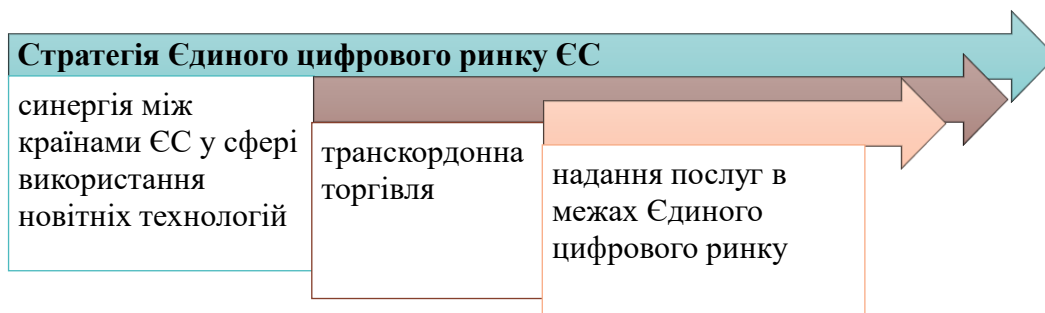 Стратегія Єдиного цифрового ринку ЄС
синергія між
країнами ЄС у сфері
використання
новітніх технологій
транскордонна
торгівля
надання послуг в
межах Єдиного
цифрового ринку